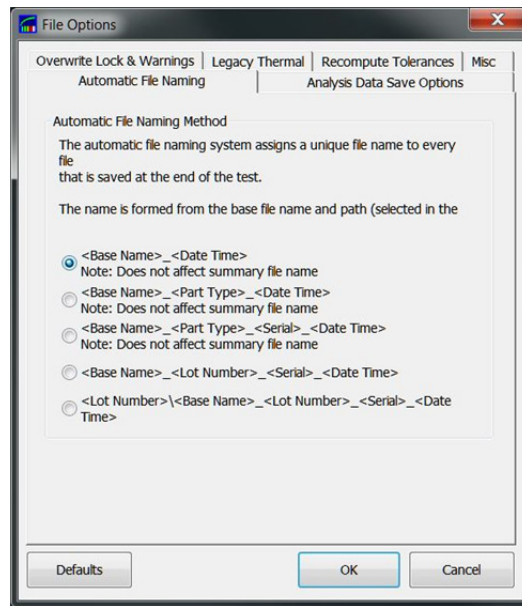 File Options
Overwrite Lock & Warnings
Legacy Thermal
Recompute Tolerances
Misc
Automatic File Naming
Analysis Data Save Options
Automatic File Naming Method
The automatic file naming system assigns a unique file name to every
file
that is saved at the end of the test.
The name is formed from the base file name and path (selected in the
<Base Name>_<Date Time>
Note: Does not affect summary file name
<Base Name>_<Part Type>_<Date Time>
Note: Does not affect summary file name
<Base Name>_<Part Type>_<Serial>_<Date Time>
Note: Does not affect summary file name
<Base Name>_<Lot Number>_<Serial>_<Date Time>
<Lot Number>\<Base Name>_<Lot Number>_<Serial>_<Date
Time>
Defaults
OK
Cancel